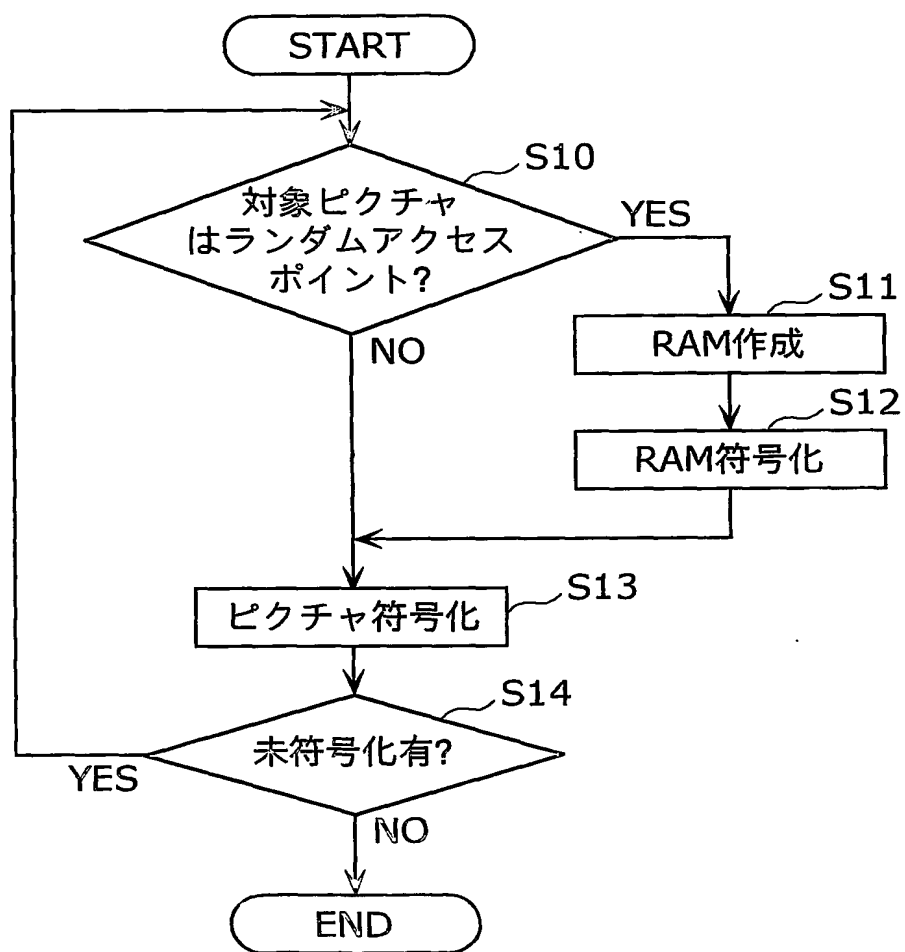 START
S10
対象ピクチャ
はランダムアクセス
ポイント?
YES
NO
S11
RAM作成
S12
RAM符号化
S13
ピクチャ符号化
S14
未符号化有?
YES
NO
END